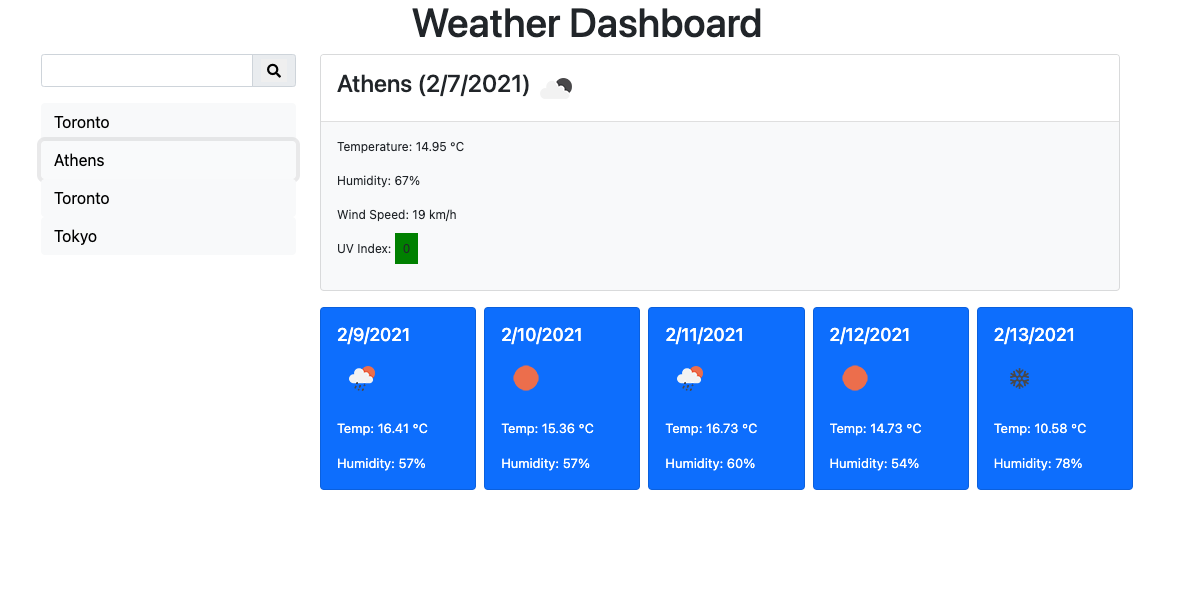 Weather Dashboard
Toronto
Athens
Toronto
Tokyo
Athens (2/7/2021)
Temperature: 14.95 °C
Humidity: 67%
Wind Speed: 19 km/h
UV Index: 0
2/9/2021
Temp: 16.41 °C
Humidity: 57%
2/10/2021
Temp: 15.36 °C
Humidity: 57%
2/11/2021
Temp: 16.73 °C
Humidity: 60%
2/12/2021
Temp: 14.73 °C
Humidity: 54%
2/13/2021
Temp: 10.58 °C
Humidity: 78%